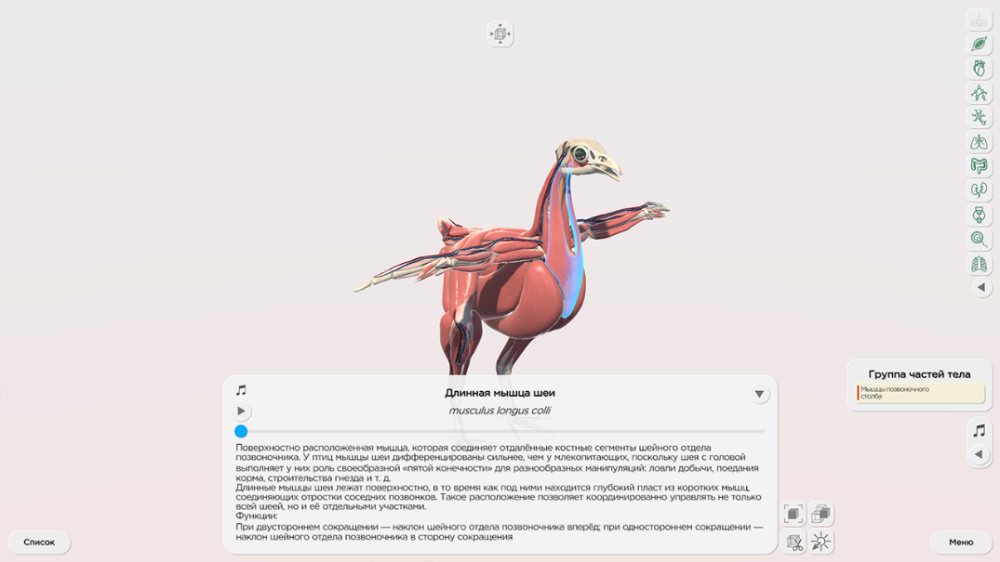 Группа частей тела
Мышцы позвоночного
столба
Длинная мышца шеи
musculus longus colli
Поверхностно расположенная мышца, которая соединяет отдалённые костные сегменты шейного отдела
позвоночника. У птиц мышцы шеи дифференцированы сильнее, чем у млекопитающих, поскольку шея с головой
выполняет у них роль своеобразной «пятой конечности» для разнообразных манипуляций: ловли добычи, поедания
корма, строительства гнезда и т. д.
Длинные мышцы шеи лежат поверхностно, в то время как под ними находится глубокий пласт из коротких мышц,
соединяющих отростки соседних позвонков. Такое расположение позволяет координированно управлять не только
всей шеей, но и её отдельными участками.
Функции:
При двустороннем сокращении — наклон шейного отдела позвоночника вперёд; при одностороннем сокращении —
наклон шейного отдела позвоночника в сторону сокращения
Список
Меню